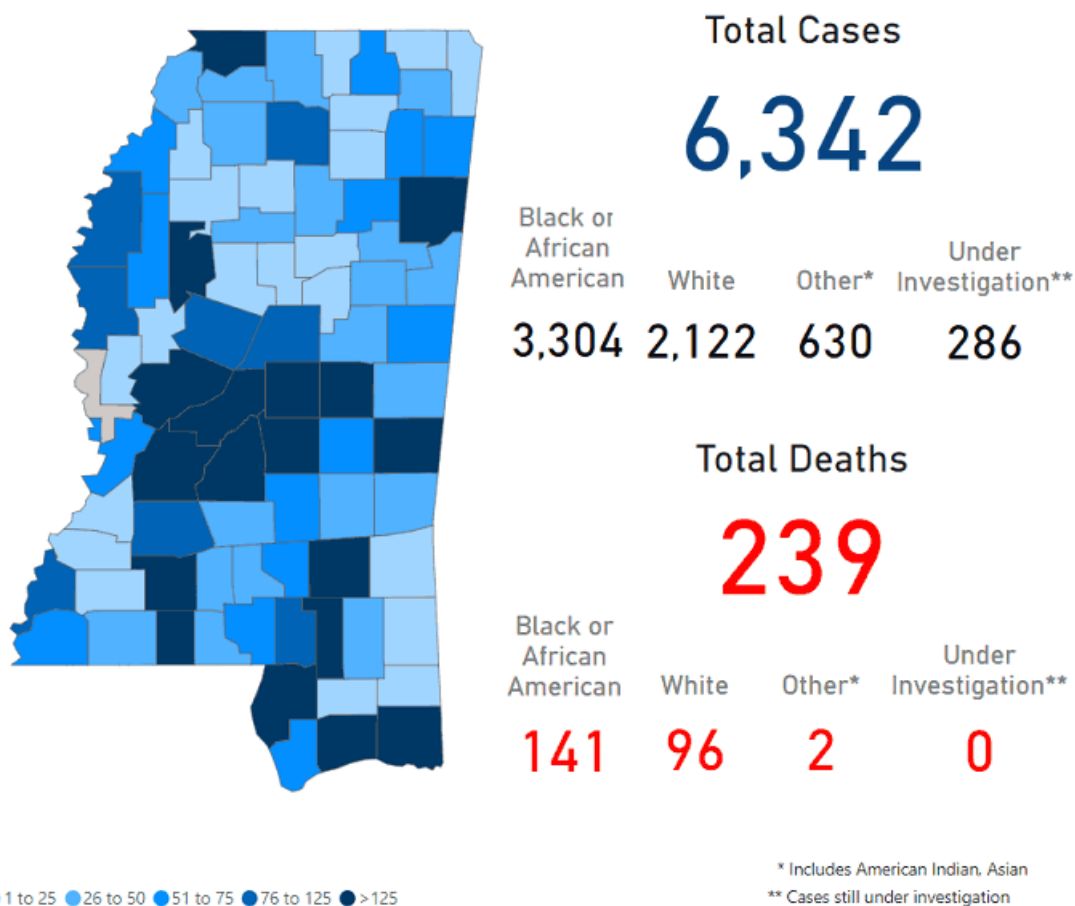 Total Cases
6,342
Black or
African
American
White
Other*
Under
Investigation**
3,304
2,122
630
286
Total Deaths
239
Black or
African
American
White
Other*
Under
Investigation**
141
96
2
0
* Includes American Indian, Asian
** Cases still under investigation
1 to 25 26 to 50 51 to 75 76 to 125 >125